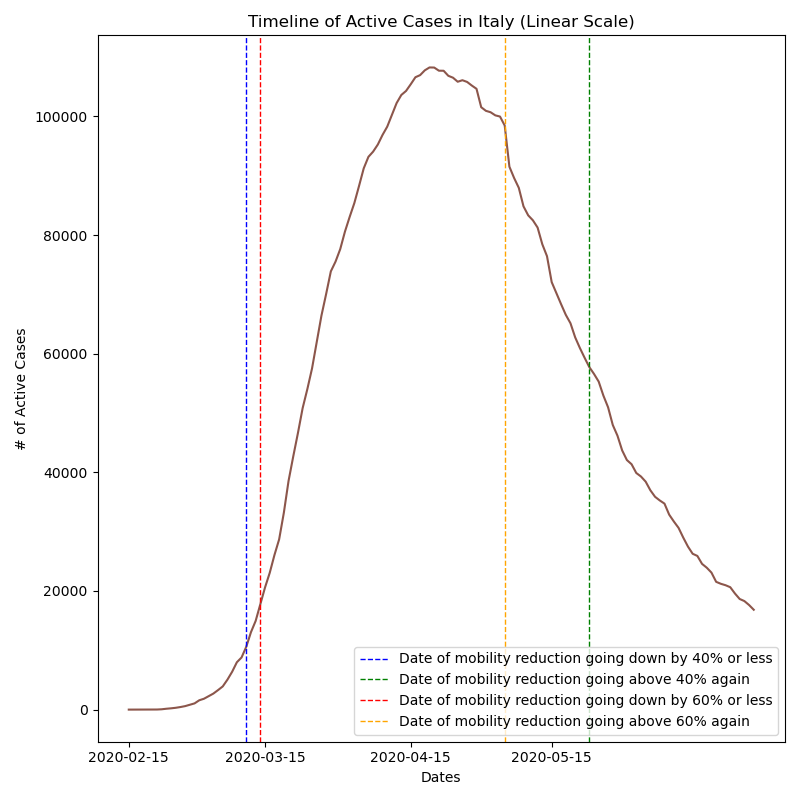 Timeline of Active Cases in Italy (Linear Scale)
# of Active Cases
100000
80000
60000
40000
20000
0
Date of mobility reduction going down by 40% or less
Date of mobility reduction going above 40% again
Date of mobility reduction going down by 60% or less
Date of mobility reduction going above 60% again
2020-02-15 2020-03-15 2020-04-15 2020-05-15
Dates